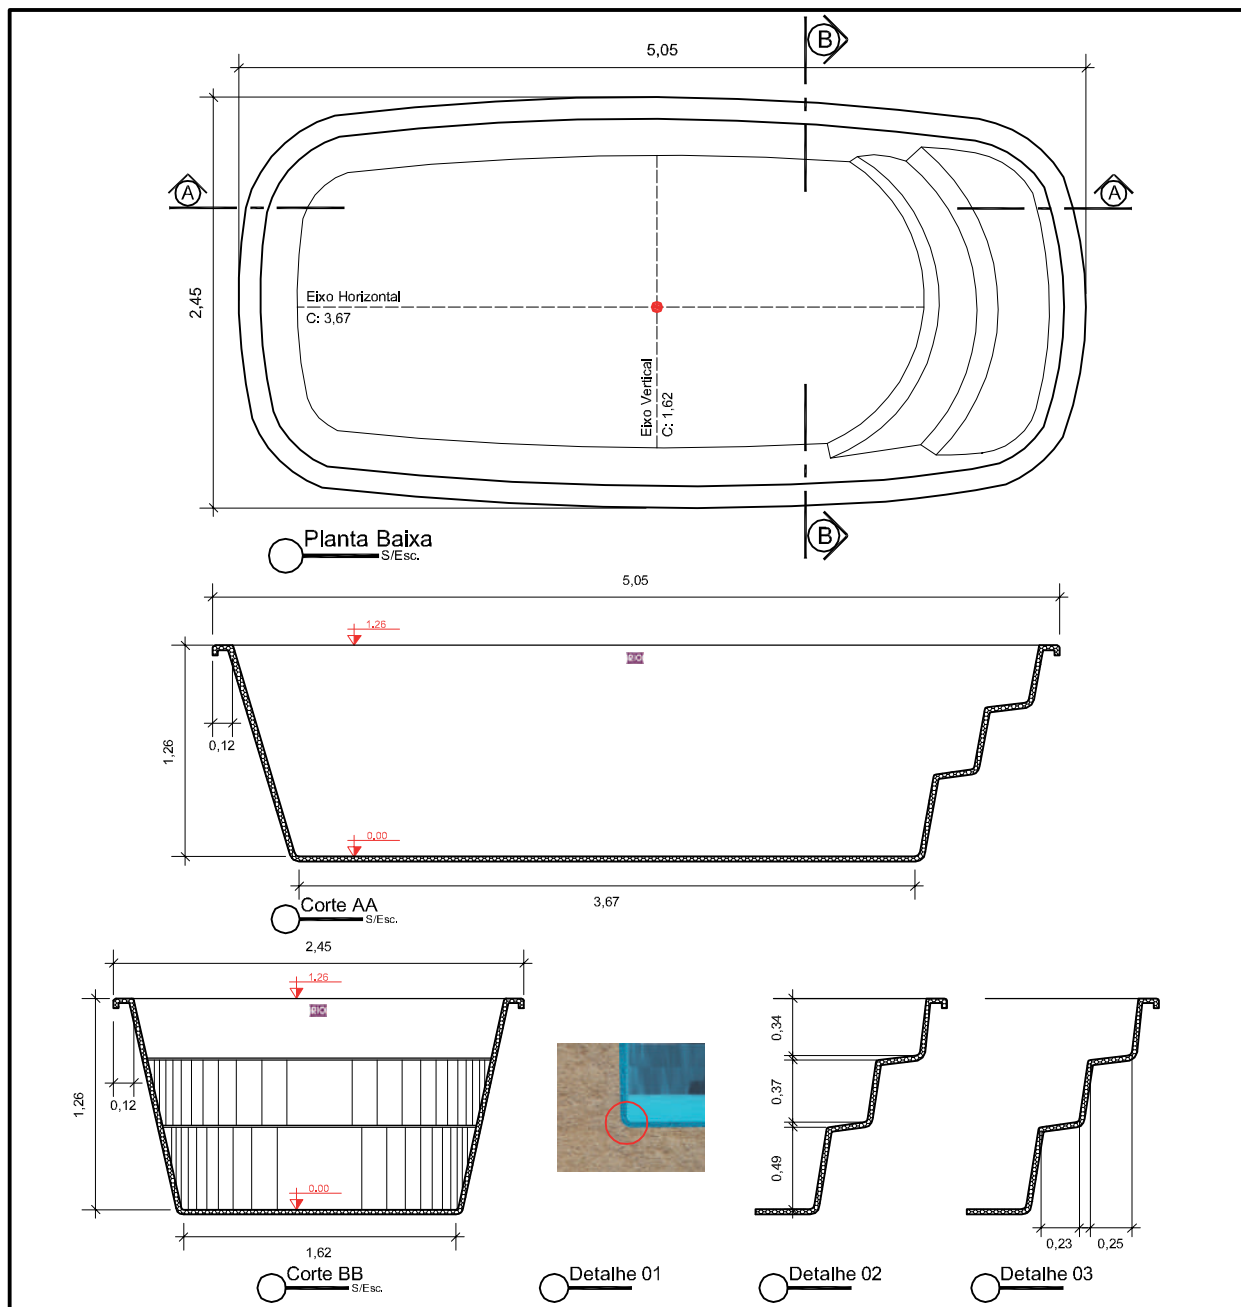 5,05
B
A
A
2,45
Eixo Horizontal
C: 3,67
Eixo Vertical
C: 1,62
B
Planta Baixa
S/Esc.
5,05
1.26
RIO
0,12
1,26
0.00
3,67
Corte AA
S/Esc.
2,45
1.26
RIO
0,12
1,26
0.00
1,62
Corte BB
S/Esc.
Detalhe 01
0,34
0,37
0,49
Detalhe 02
0,23
0,25
Detalhe 03